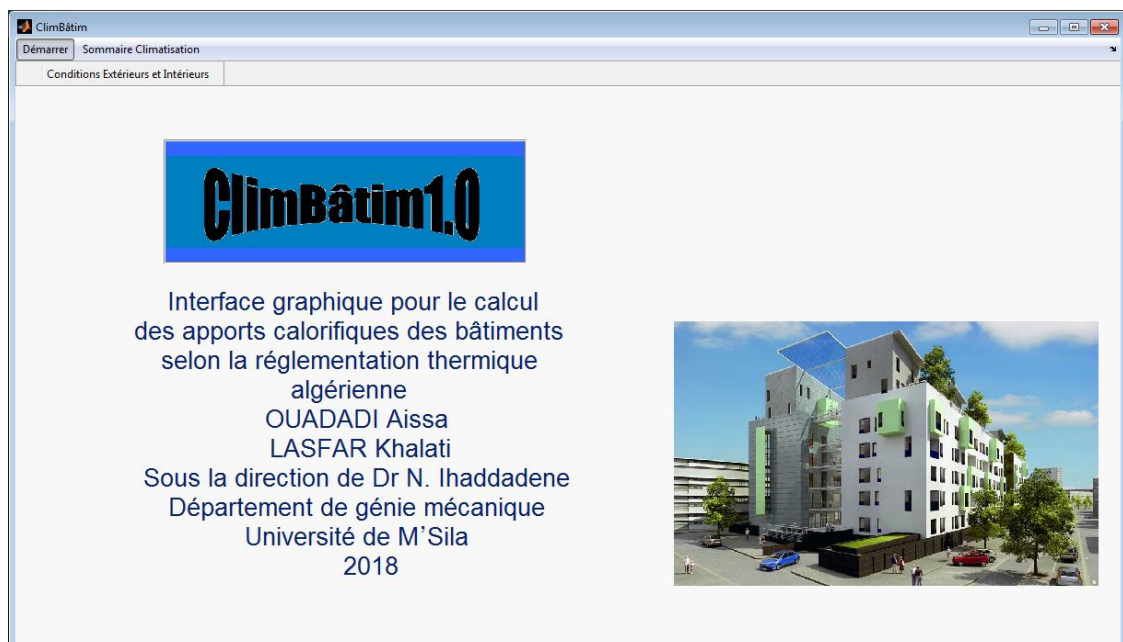 ClimBâtim
Démarrer Sommaire Climatisation
Conditions Extérieurs et Intérieurs
ClimBâtim1.0
Interface graphique pour le calcul
des apports calorifiques des bâtiments
selon la réglementation thermique
algérienne
OUADADI Aissa
LASFAR Khalati
Sous la direction de Dr N. Ihaddadene
Département de génie mécanique
Université de M’Sila
2018